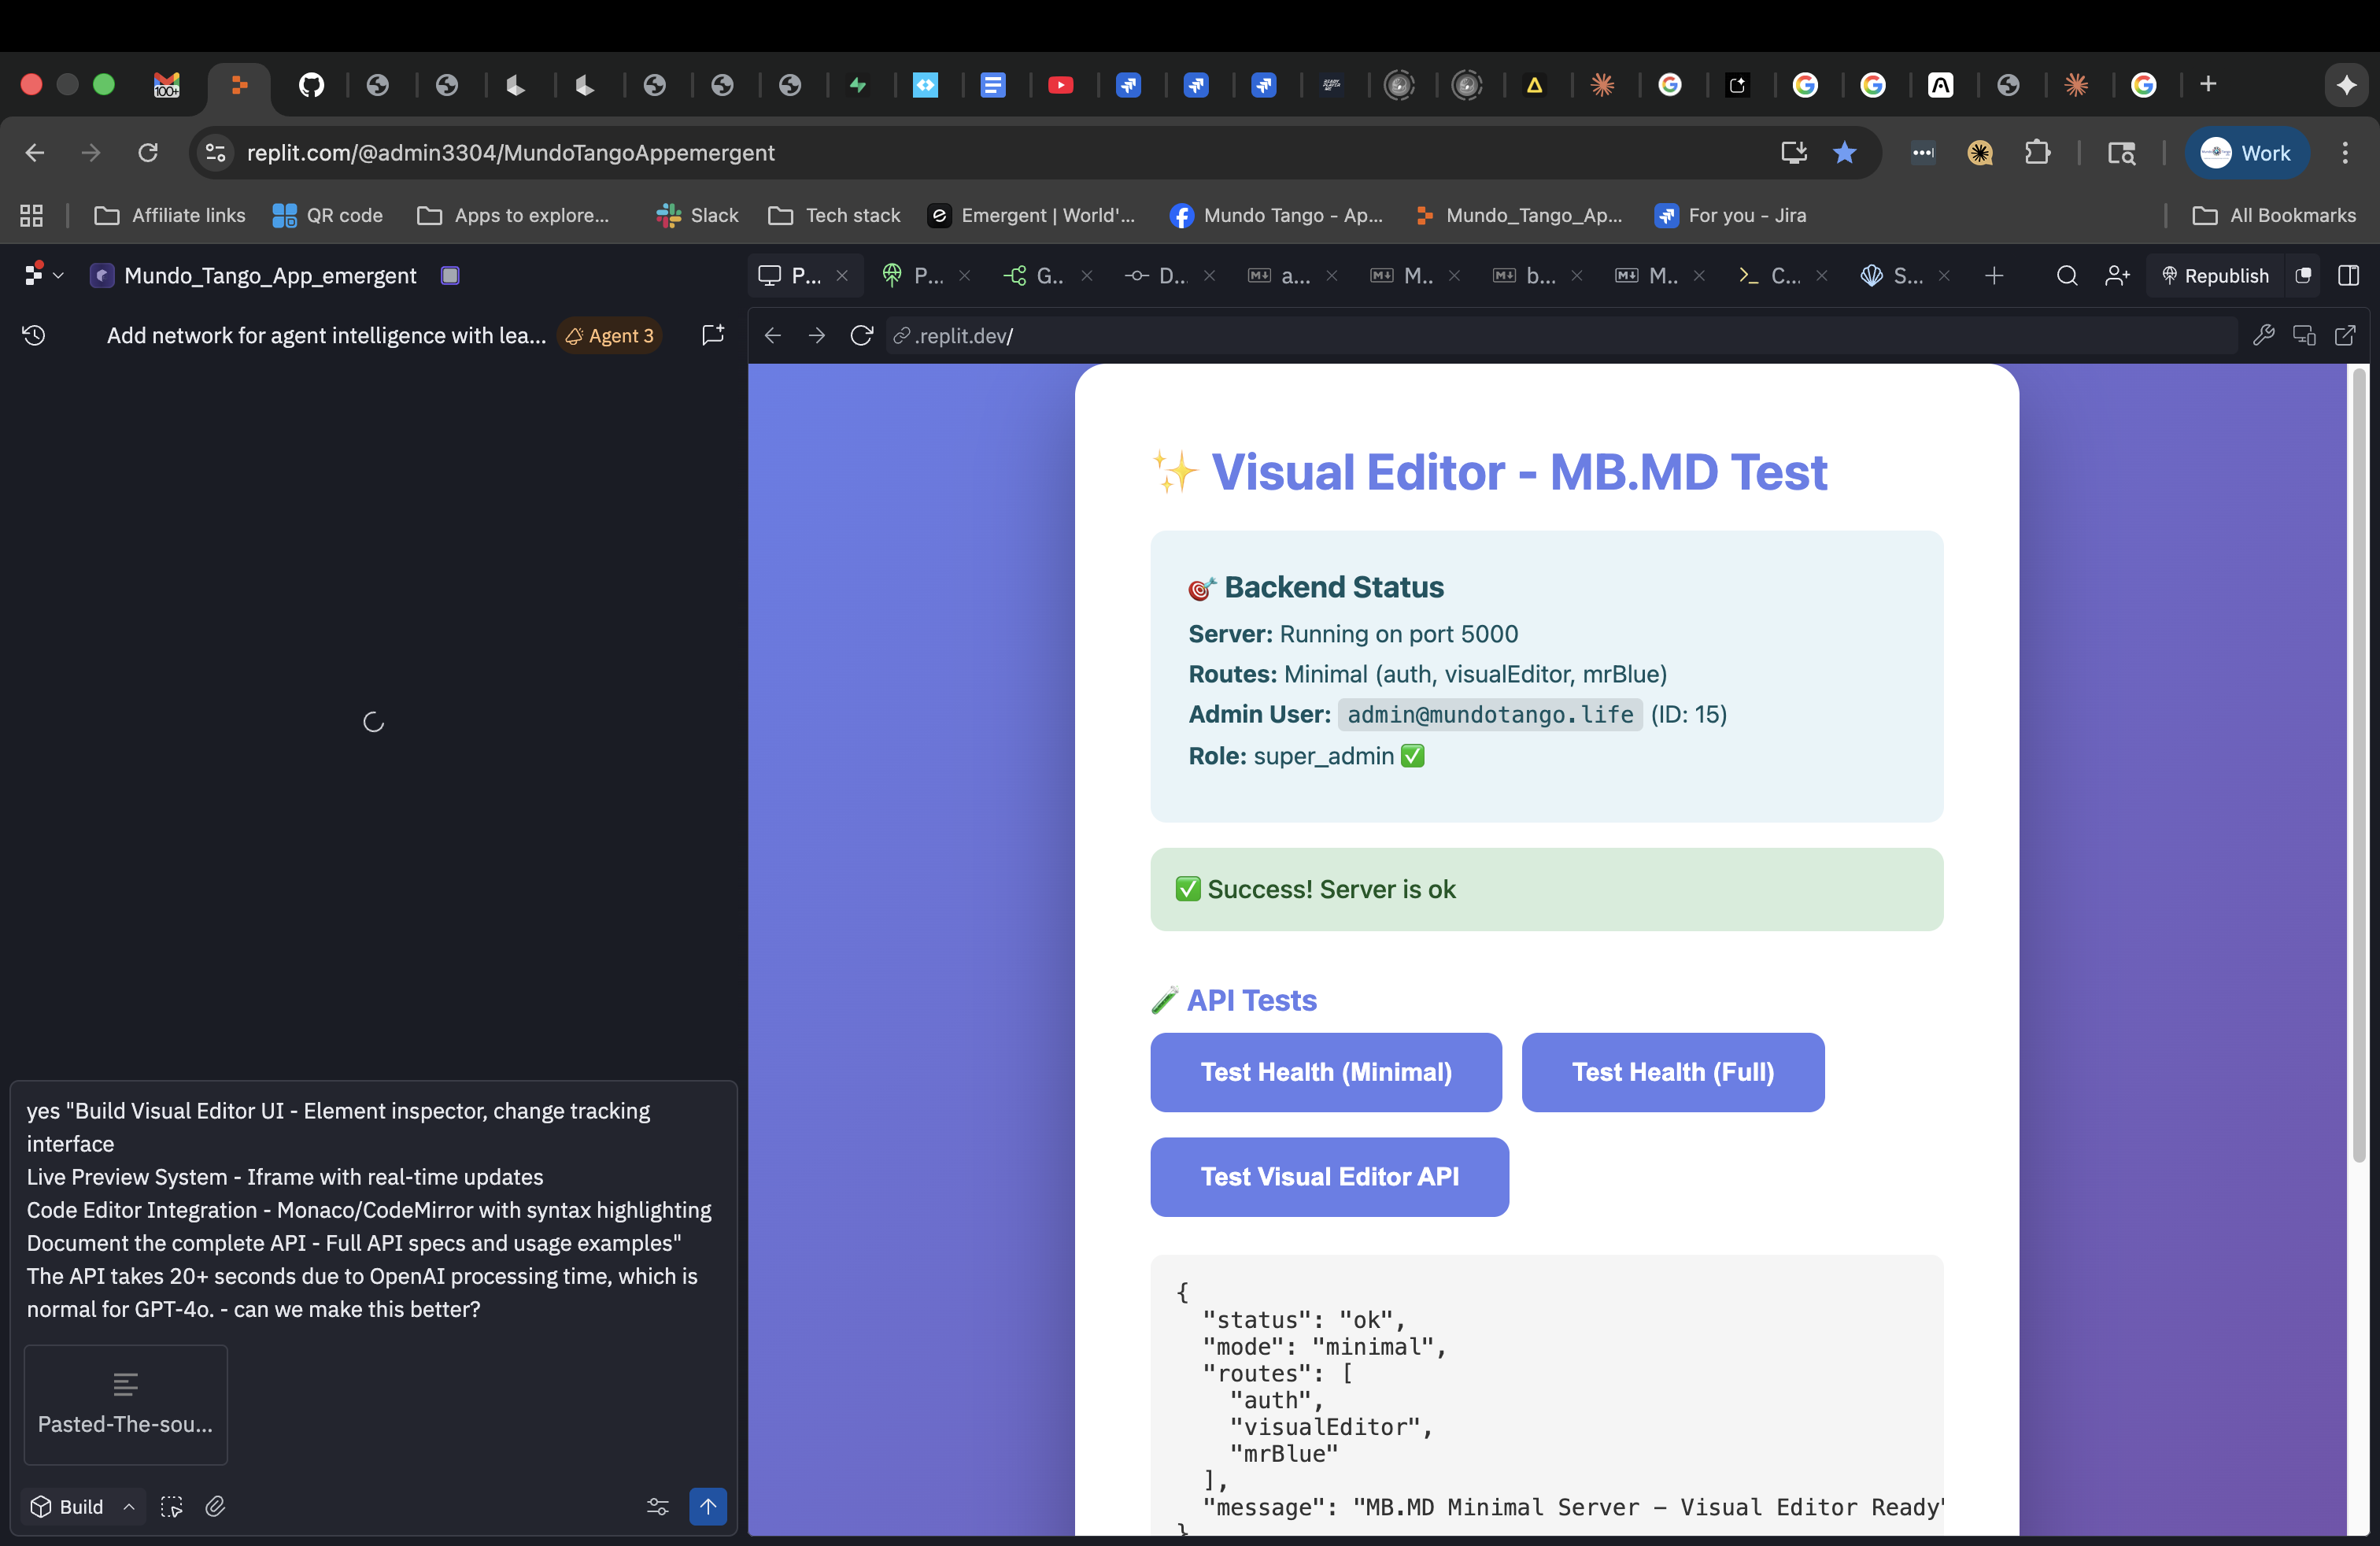 100+
replit.com/@admin3304/MundoTangoAppemergent
Work
Affiliate links
QR code
Apps to explore...
Slack
Tech stack
Emergent | World'...
Mundo Tango - Ap...
Mundo_Tango_Ap...
For you - Jira
All Bookmarks
Mundo_Tango_App_emergent
P...
P...
G..
D..
a...
M..
b...
M..
C...
S...
Republish
Add network for agent intelligence with lea...
Agent 3
.replit.dev/
✨ Visual Editor - MB.MD Test
🎯 Backend Status
Server: Running on port 5000
Routes: Minimal (auth, visualEditor, mrBlue)
Admin User: admin@mundotango.life (ID: 15)
Role: super_admin ✅
✅ Success! Server is ok
🧪 API Tests
Test Health (Minimal)
Test Health (Full)
Test Visual Editor API
{
"status": "ok",
"mode": "minimal",
"routes": [
"auth",
"visualEditor",
"mrBlue"
],
"message": "MB.MD Minimal Server – Visual Editor Ready"
}
yes "Build Visual Editor UI - Element inspector, change tracking
interface
Live Preview System - Iframe with real-time updates
Code Editor Integration - Monaco/CodeMirror with syntax highlighting
Document the complete API - Full API specs and usage examples"
The API takes 20+ seconds due to OpenAI processing time, which is
normal for GPT-4o. - can we make this better?
Pasted-The-sou...
Build